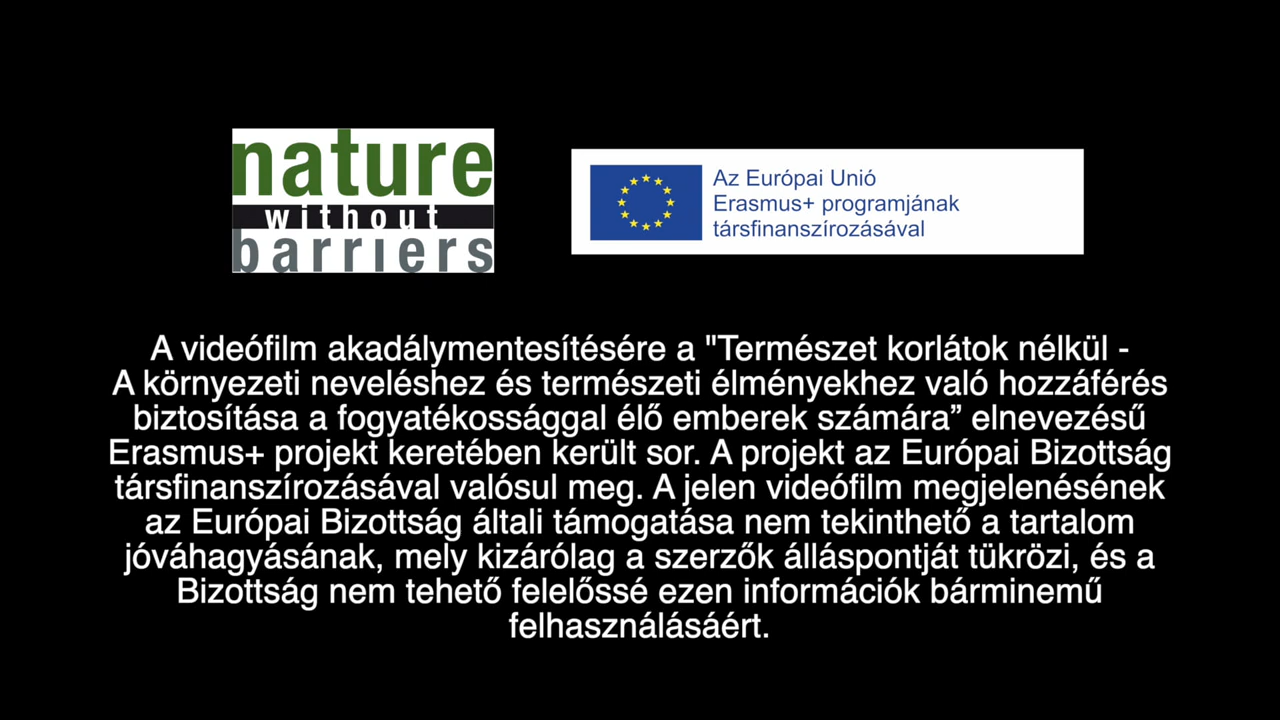 nature
without
barriers
Az Európai Unió
Erasmus+ programjának
társfinanszírozásával
A videófilm akadálymentesítésére a "Természet korlátok nélkül -
A környezeti neveléshez és természeti élményekhez való hozzáférés
biztosítása a fogyatékossággal élő emberek számára” elnevezésű
Erasmus+ projekt keretében került sor. A projekt az Európai Bizottság
társfinanszírozásával valósul meg. A jelen videófilm megjelenésének
az Európai Bizottság általi támogatása nem tekinthető a tartalom
jóváhagyásának, mely kizárólag a szerzők álláspontját tükrözi, és a
Bizottság nem tehető felelőssé ezen információk bárminemű
felhasználásáért.